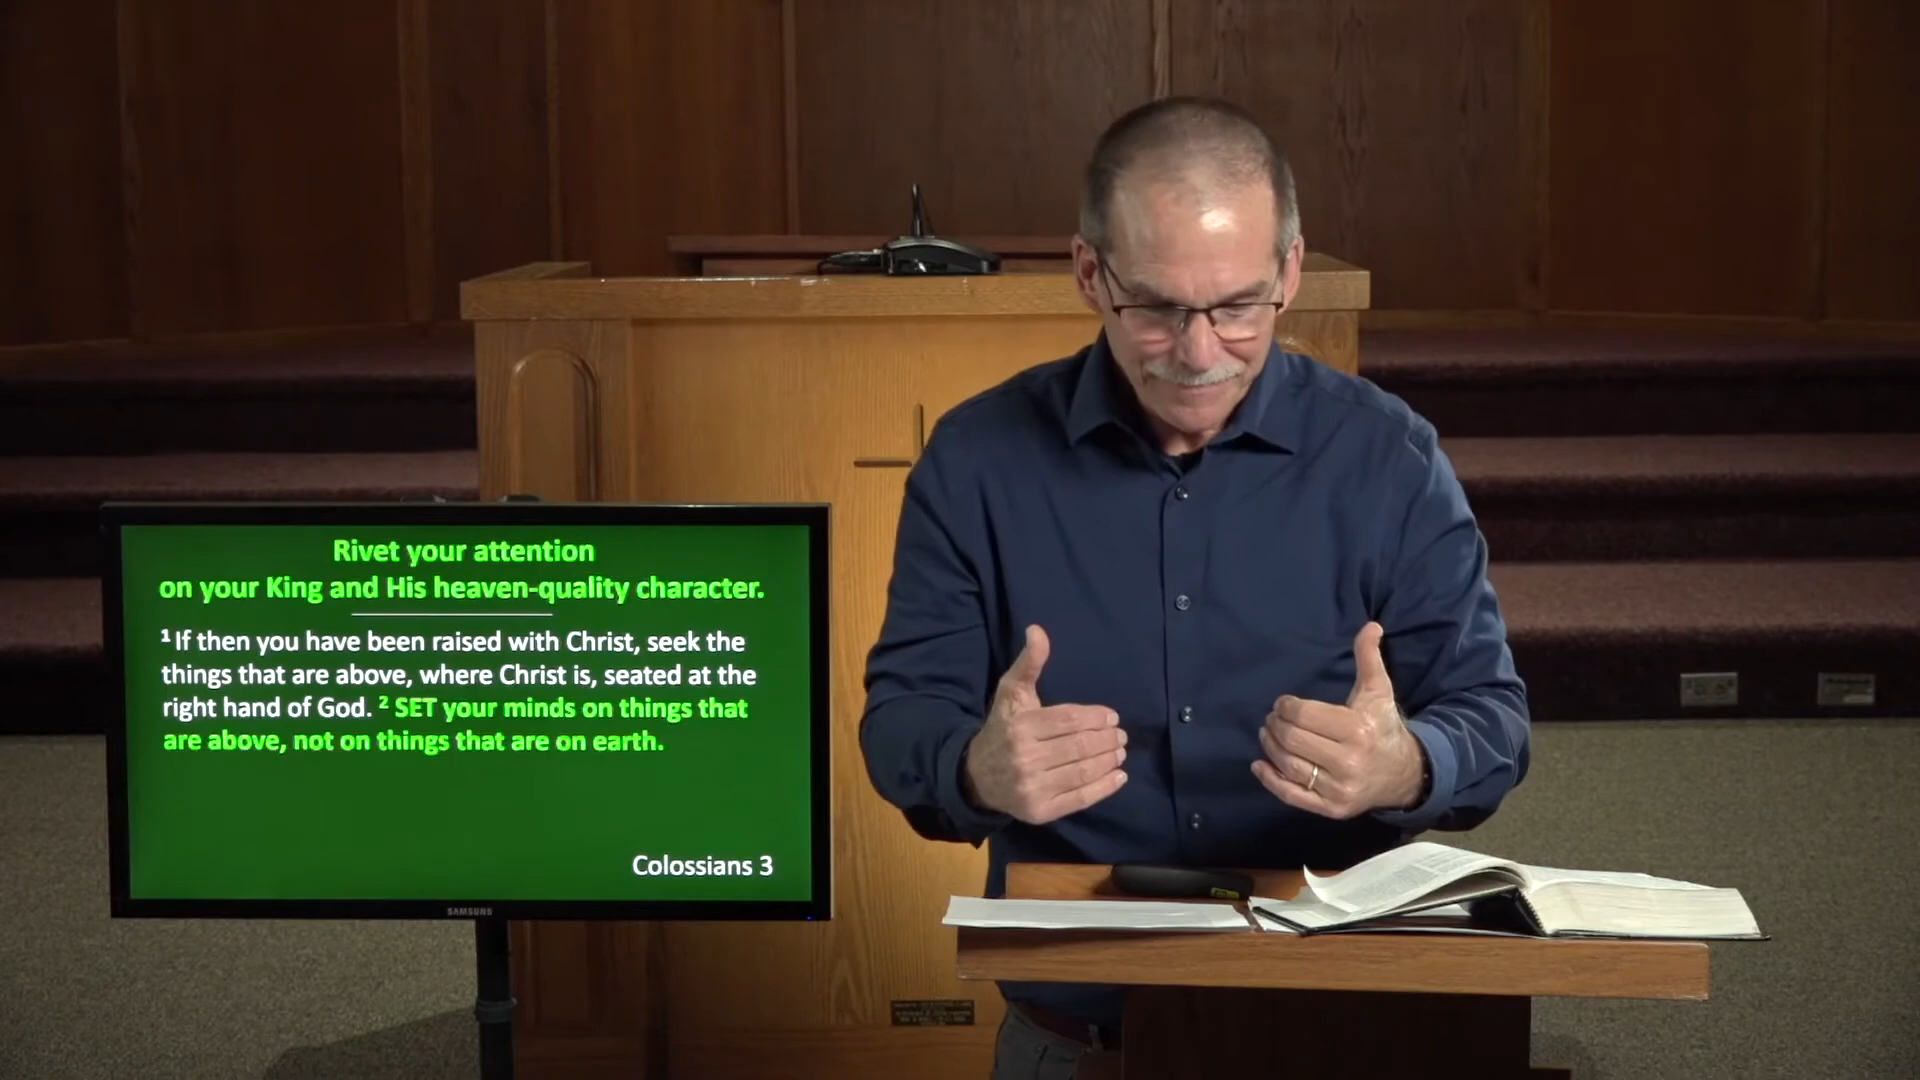 Rivet your attention
on your King and His heaven-quality character.
1 If then you have been raised with Christ, seek the
things that are above, where Christ is, seated at the
right hand of God. 2 SET your minds on things that
are above, not on things that are on earth.
Colossians 3
SAMSUNG